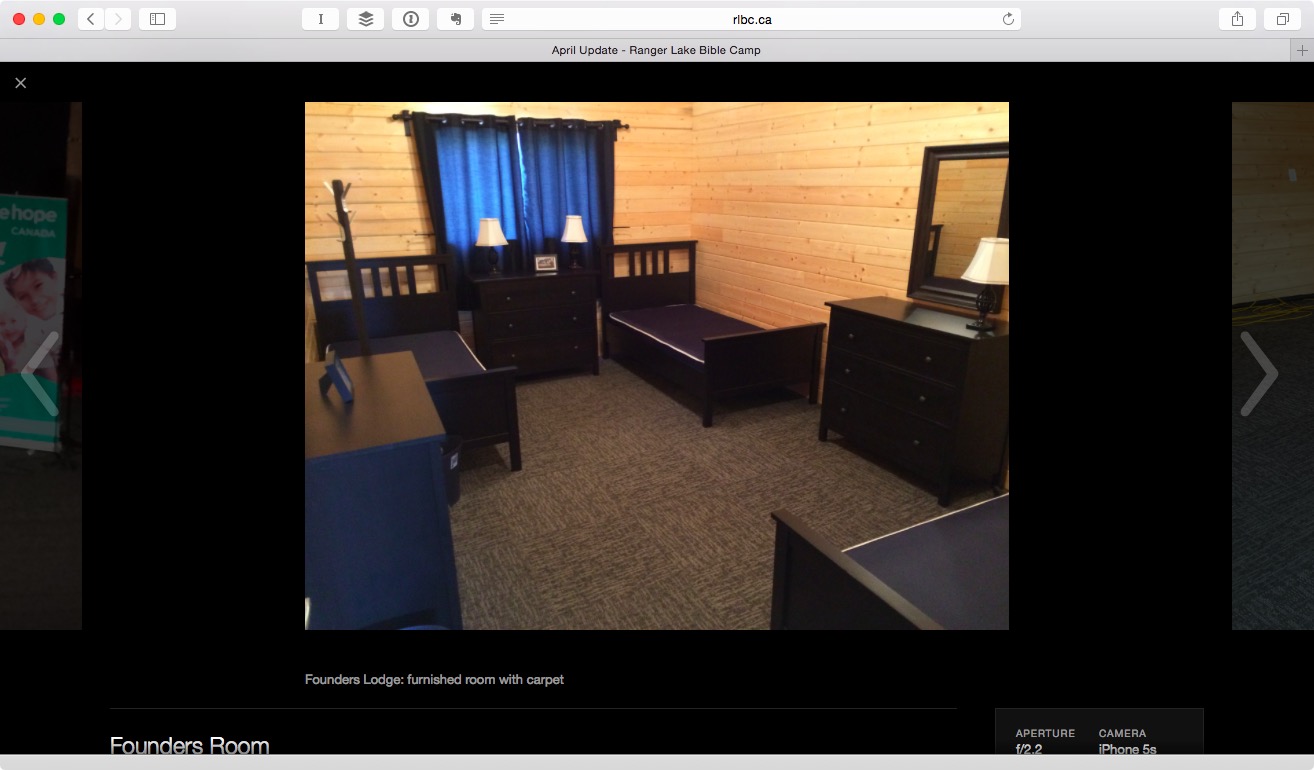 rlbc.ca
April Update - Ranger Lake Bible Camp
ehope
CANADA
Founders Lodge: furnished room with carpet
Founders Room
APERTURE
CAMERA
f/2.2
iPhone 5s